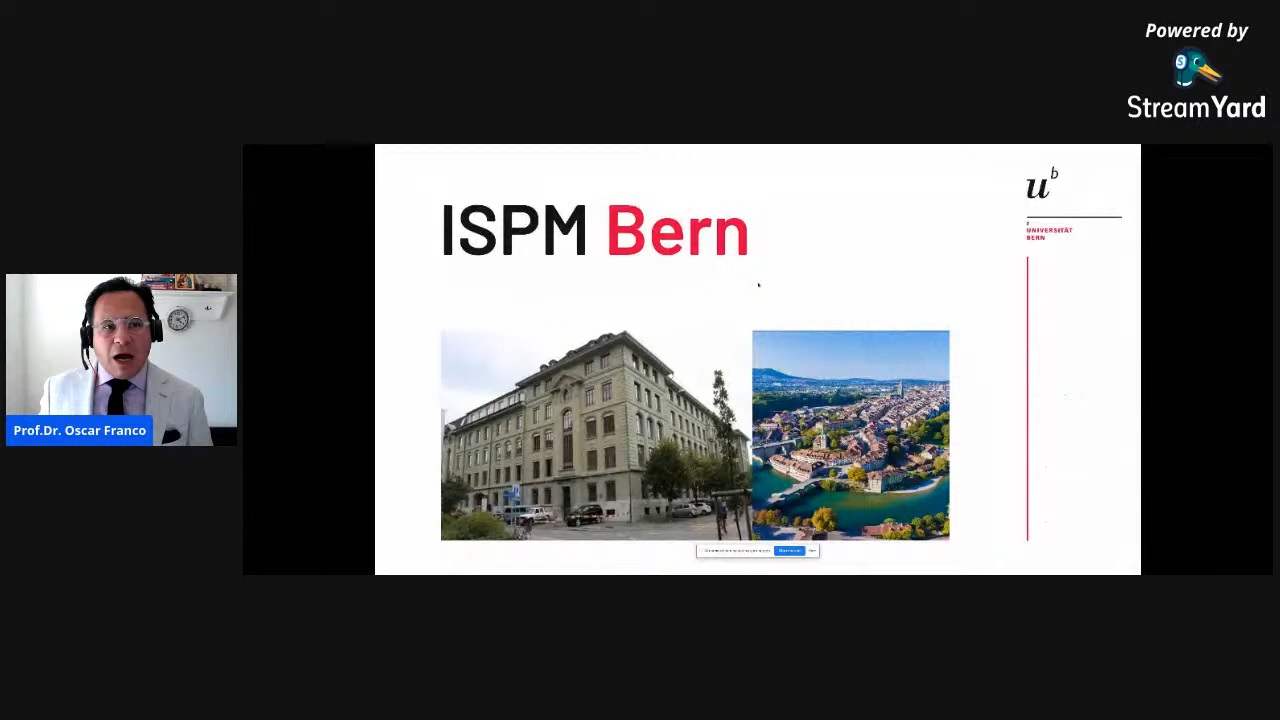 Powered by
StreamYard
ISPM Bern
u b
UNIVERSITÄT
BERN
Prof.Dr. Oscar Franco